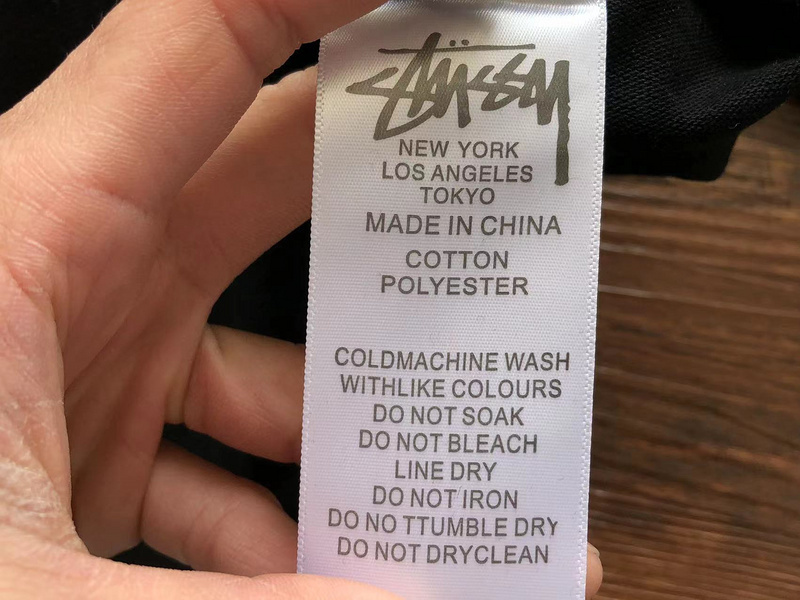 STÜSSY
NEW YORK
LOS ANGELES
TOKYO
MADE IN CHINA
COTTON
POLYESTER
COLDMACHINE WASH
WITHLIKE COLOURS
DO NOT SOAK
DO NOT BLEACH
LINE DRY
DO NOT IRON
DO NO TTUMBLE DRY
DO NOT DRYCLEAN